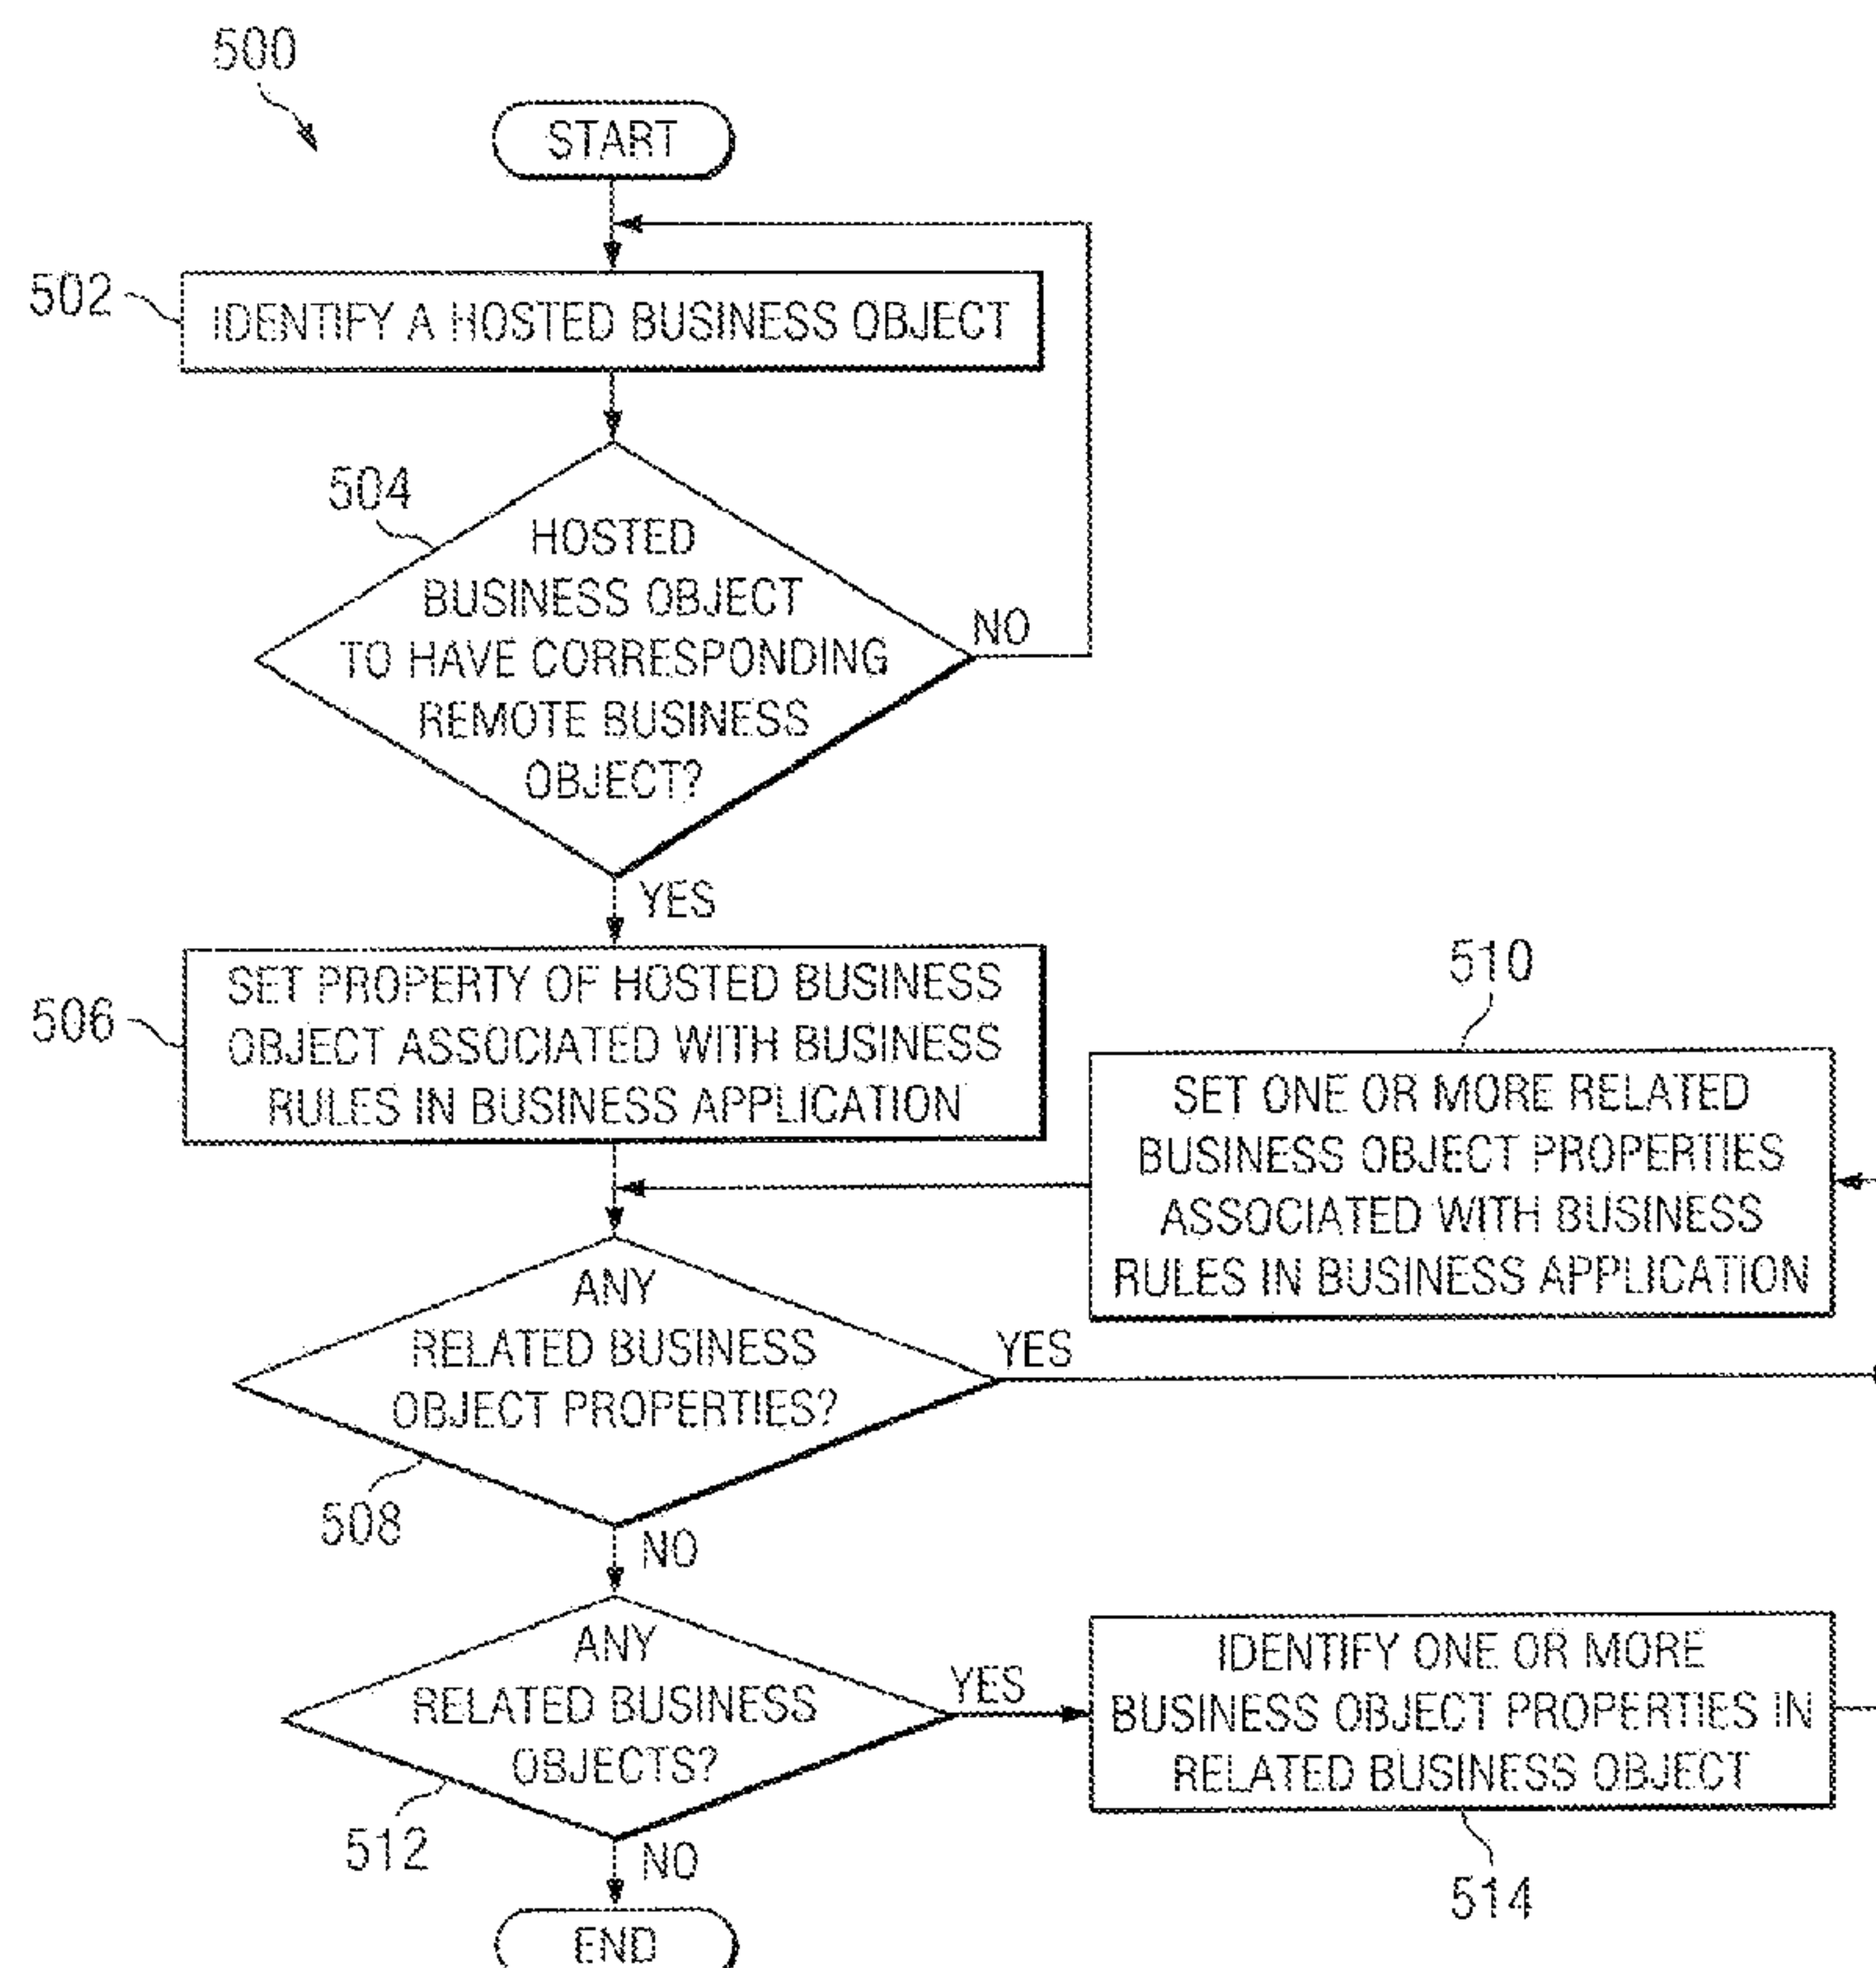 500
START
502
IDENTIFY A HOSTED BUSINESS OBJECT
504
HOSTED
BUSINESS OBJECT
TO HAVE CORRESPONDING
REMOTE BUSINESS
OBJECT?
NO
YES
506
SET PROPERTY OF HOSTED BUSINESS
OBJECT ASSOCIATED WITH BUSINESS
RULES IN BUSINESS APPLICATION
510
SET ONE OR MORE RELATED
BUSINESS OBJECT PROPERTIES
ASSOCIATED WITH BUSINESS
RULES IN BUSINESS APPLICATION
ANY
RELATED BUSINESS
OBJECT PROPERTIES?
YES
508
NO
ANY
RELATED BUSINESS
OBJECTS?
YES
512
NO
IDENTIFY ONE OR MORE
BUSINESS OBJECT PROPERTIES IN
RELATED BUSINESS OBJECT
514
END